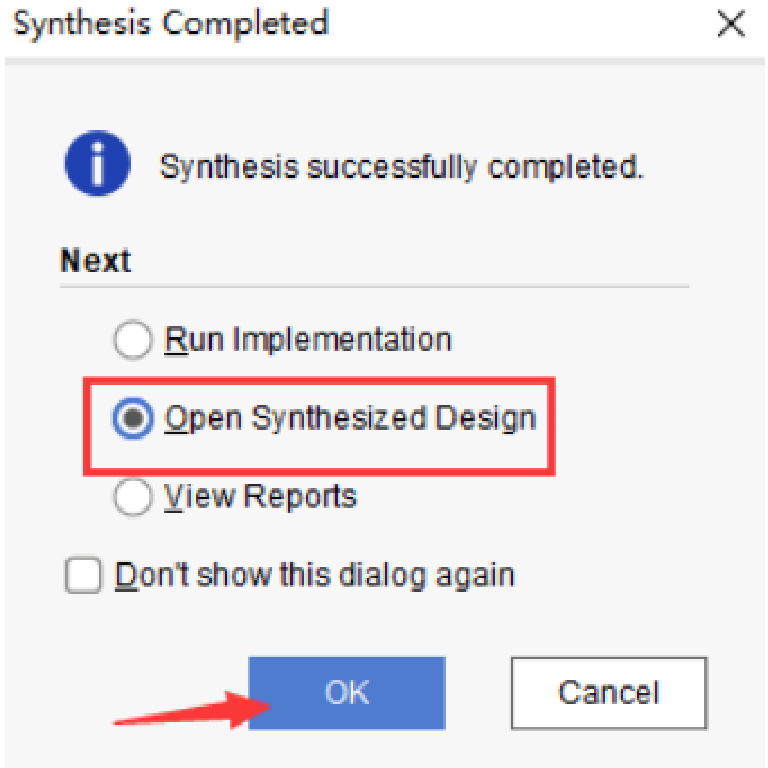 Synthesis Completed
Synthesis successfully completed.
Next
Run Implementation
Open Synthesized Design
View Reports
Don't show this dialog again
OK
Cancel